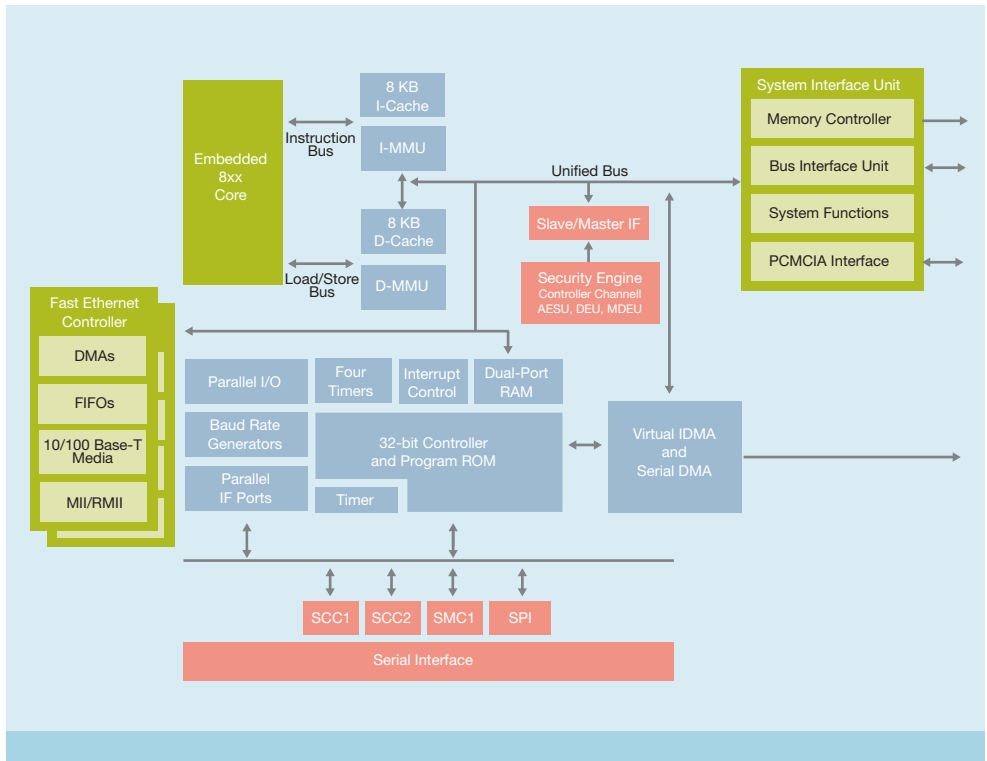 Embedded
8xx
Core
Instruction
Bus
8 KB
I-Cache
I-MMU
8 KB
D-Cache
D-MMU
Load/Store
Bus
Unified Bus
Slave/Master IF
Security Engine
Controller Channell
AESU, DEU, MDEU
System Interface Unit
Memory Controller
Bus Interface Unit
System Functions
PCMCIA Interface
Fast Ethernet
Controller
DMAs
FIFOs
10/100 Base-T
Media
MII/RMII
Parallel I/O
Four
Timers
Interrupt
Control
Dual-Port
RAM
Baud Rate
Generators
32-bit Controller
and Program ROM
Parallel
IF Ports
Timer
Virtual IDMA
and
Serial DMA
SCC1
SCC2
SMC1
SPI
Serial Interface